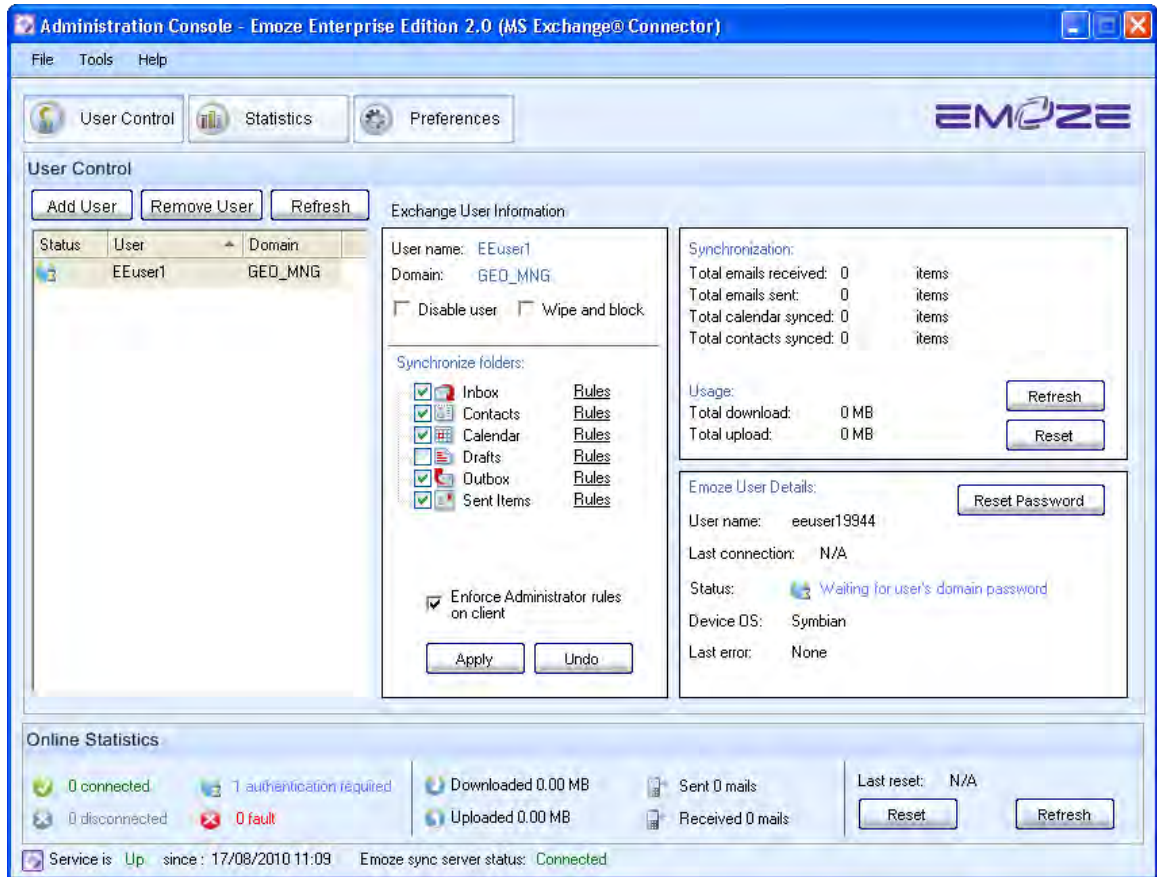 Administration Console - Emoze Enterprise Edition 2.0 (MS Exchange® Connector)
File Tools Help
User Control Statistics Preferences EMOZE
User Control
Add User Remove User Refresh
Exchange User Information
Status User Domain
EEuser1 GEO_MNG
User name: EEuser1
Domain: GEO_MNG
Disable user Wipe and block
Synchronize folders:
Inbox Rules
Contacts Rules
Calendar Rules
Drafts Rules
Outbox Rules
Sent Items Rules
Enforce Administrator rules
on client
Apply Undo
Synchronization:
Total emails received: 0 items
Total emails sent: 0 items
Total calendar synced: 0 items
Total contacts synced: 0 items
Usage:
Total download: 0 MB
Total upload: 0 MB
Refresh
Reset
Emoze User Details:
Reset Password
User name: eeuser19944
Last connection: N/A
Status: Waiting for user's domain password
Device OS: Symbian
Last error: None
Online Statistics
0 connected 1 authentication required Downloaded 0.00 MB Sent 0 mails Last reset: N/A
0 disconnected 0 fault Uploaded 0.00 MB Received 0 mails Reset Refresh
Service is Up since : 17/08/2010 11:09 Emoze sync server status: Connected